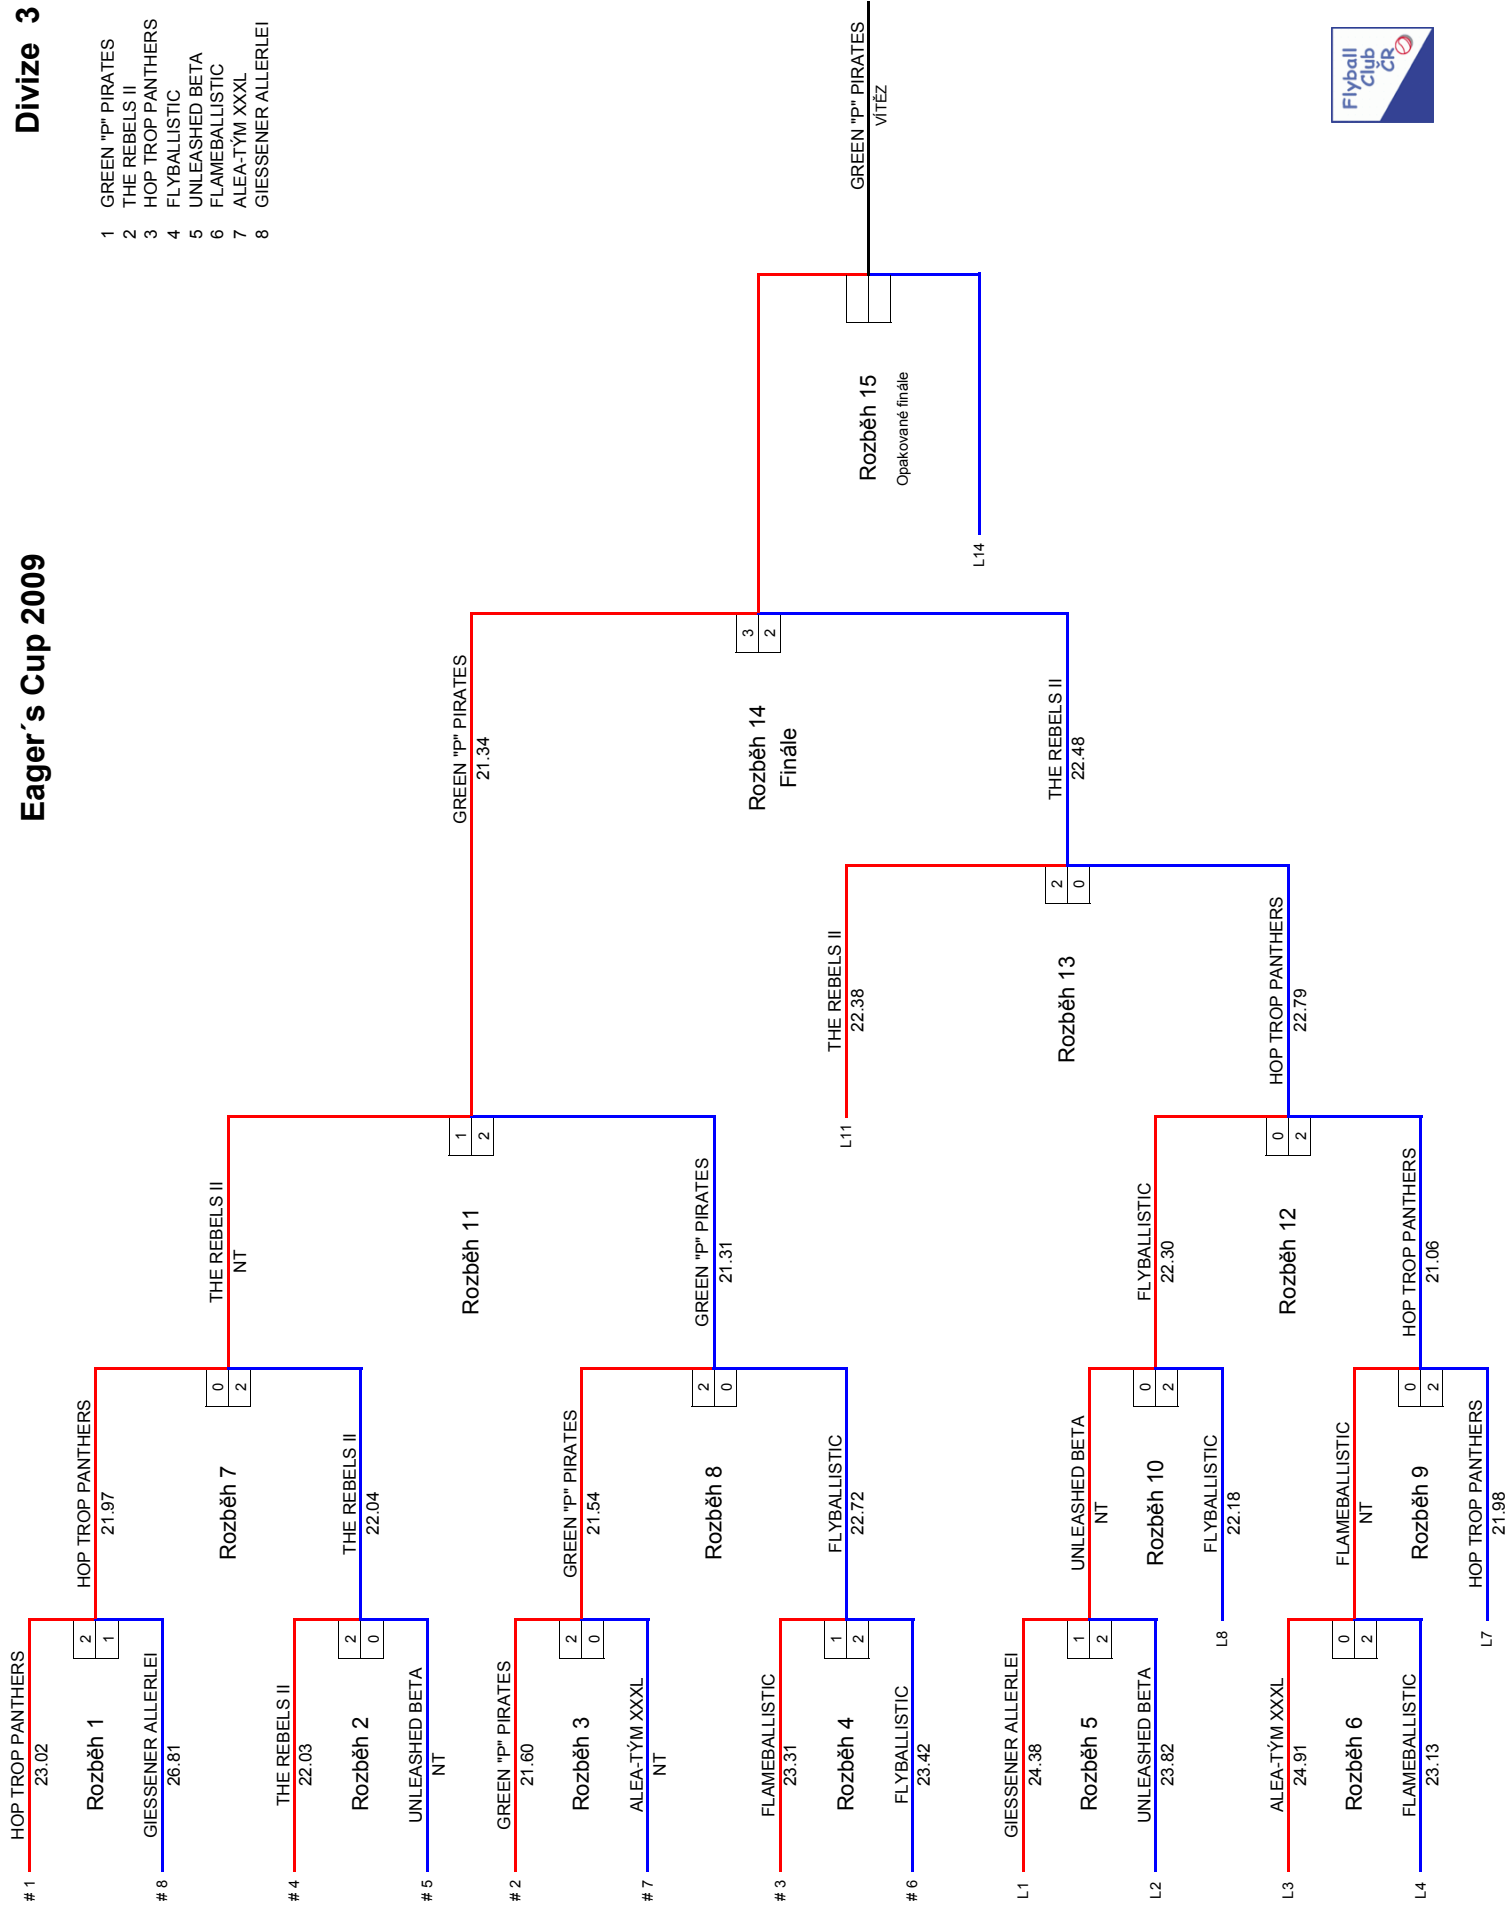 Eager´s Cup 2009
Divize 3
1 GREEN "P" PIRATES
2 THE REBELS II
3 HOP TROP PANTHERS
4 FLYBALLISTIC
5 UNLEASHED BETA
6 FLAMEBALLISTIC
7 ALEA-TÝM XXXL
8 GIESSENER ALLERLEI
# 1
HOP TROP PANTHERS
23.02
Rozběh 1
2
1
GIESSENER ALLERLEI
26.81
# 8
# 4
THE REBELS II
22.03
Rozběh 2
2
0
UNLEASHED BETA
NT
# 5
# 2
GREEN "P" PIRATES
21.60
Rozběh 3
2
0
ALEA-TÝM XXXL
NT
# 7
# 3
FLAMEBALLISTIC
23.31
Rozběh 4
1
2
FLYBALLISTIC
23.42
# 6
L1
GIESSENER ALLERLEI
24.38
Rozběh 5
1
2
UNLEASHED BETA
23.82
L2
L3
ALEA-TÝM XXXL
24.91
Rozběh 6
0
2
FLAMEBALLISTIC
23.13
L4
HOP TROP PANTHERS
21.97
Rozběh 7
0
2
THE REBELS II
22.04
GREEN "P" PIRATES
21.54
Rozběh 8
2
0
FLYBALLISTIC
22.72
UNLEASHED BETA
NT
Rozběh 10
0
2
FLYBALLISTIC
22.18
L8
FLAMEBALLISTIC
NT
Rozběh 9
0
2
HOP TROP PANTHERS
21.98
L7
THE REBELS II
NT
Rozběh 11
1
2
GREEN "P" PIRATES
21.31
FLYBALLISTIC
22.30
Rozběh 12
0
2
HOP TROP PANTHERS
21.06
L11
THE REBELS II
22.38
Rozběh 13
2
0
HOP TROP PANTHERS
22.79
GREEN "P" PIRATES
21.34
Rozběh 14
Finále
3
2
THE REBELS II
22.48
Rozběh 15
Opakované finále
L14
GREEN "P" PIRATES
VÍTĚZ
Flyball
Club
ČR